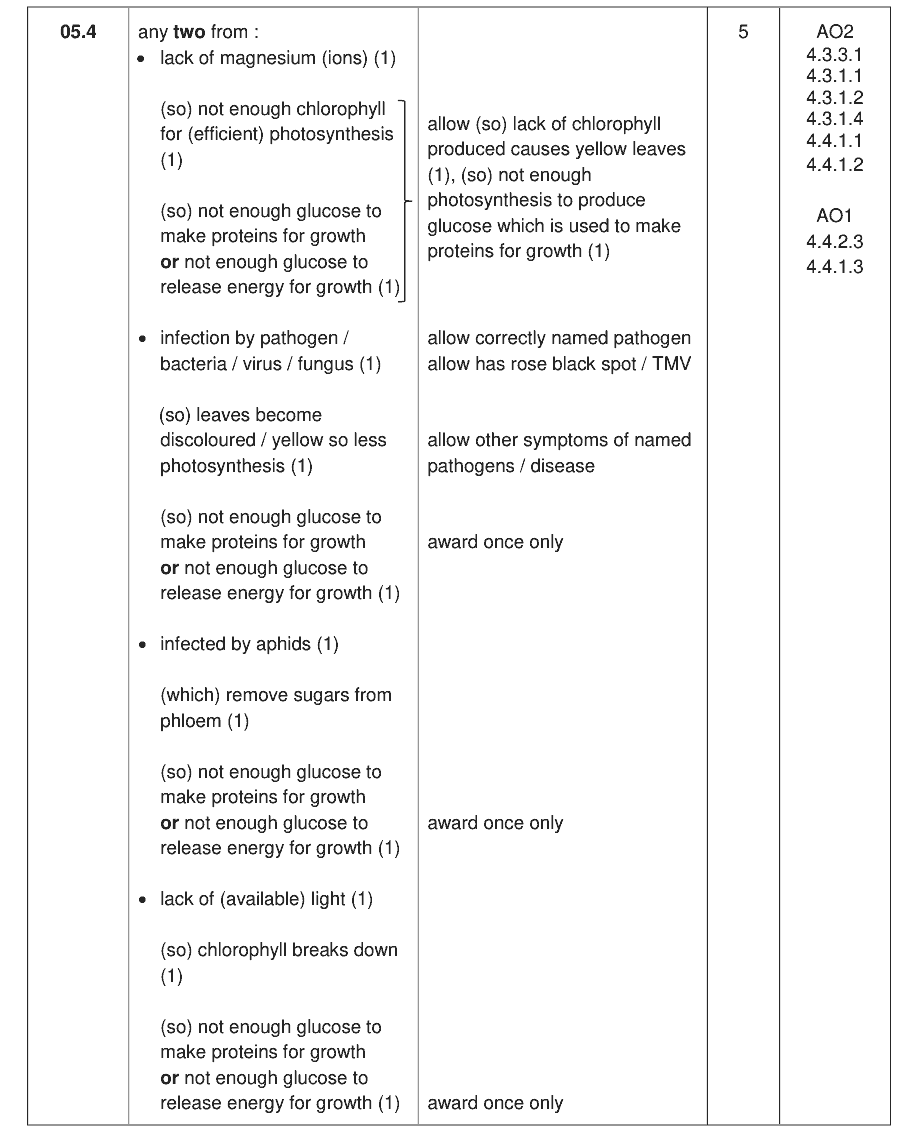 05.4
any two from :
• lack of magnesium (ions) (1)
(so) not enough chlorophyll
for (efficient) photosynthesis
(1)
(so) not enough glucose to
make proteins for growth
or not enough glucose to
release energy for growth (1)
allow (so) lack of chlorophyll
produced causes yellow leaves
(1), (so) not enough
photosynthesis to produce
glucose which is used to make
proteins for growth (1)
• infection by pathogen /
bacteria / virus / fungus (1)
allow correctly named pathogen
allow has rose black spot / TMV
(so) leaves become
discoloured / yellow so less
photosynthesis (1)
allow other symptoms of named
pathogens / disease
(so) not enough glucose to
make proteins for growth
or not enough glucose to
release energy for growth (1)
award once only
• infected by aphids (1)
(which) remove sugars from
phloem (1)
(so) not enough glucose to
make proteins for growth
or not enough glucose to
release energy for growth (1)
award once only
• lack of (available) light (1)
(so) chlorophyll breaks down
(1)
(so) not enough glucose to
make proteins for growth
or not enough glucose to
release energy for growth (1)
award once only
5
AO2
4.3.3.1
4.3.1.1
4.3.1.2
4.3.1.4
4.4.1.1
4.4.1.2
AO1
4.4.2.3
4.4.1.3